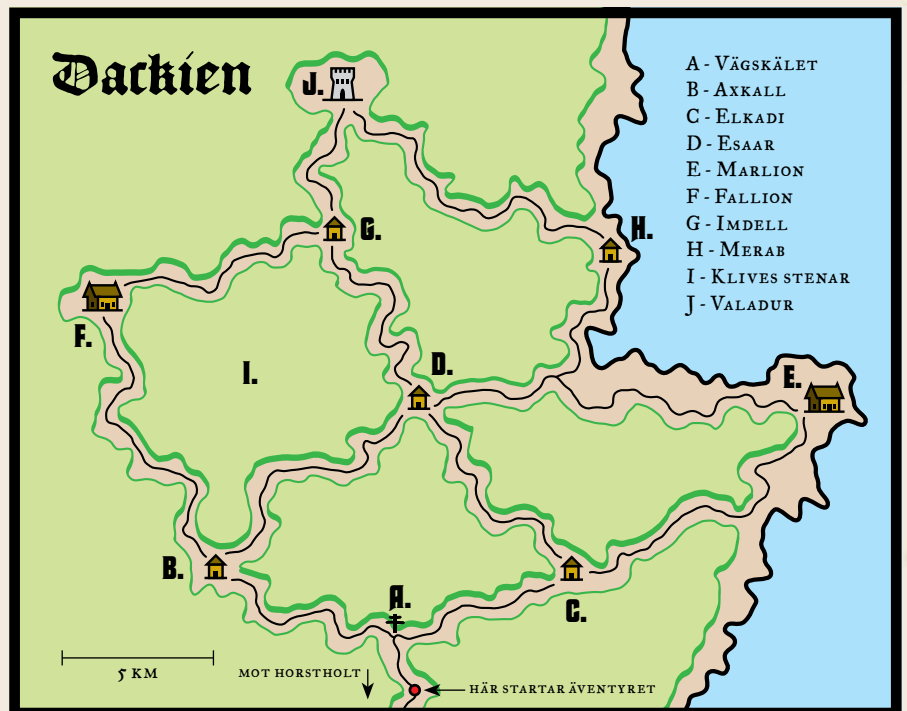 Dackien
J.
G.
H.
F.
I.
D.
E.
B.
A.
C.
A - Vägskälet
B - Axkall
C - Elkadi
D - Esaar
E - Marlion
F - Fallion
G - Imdell
H - Merab
I - Klives stenar
J - Valadur
5 KM
MOT HORSTHOLT
HÄR STARTAR ÄVENTYRET